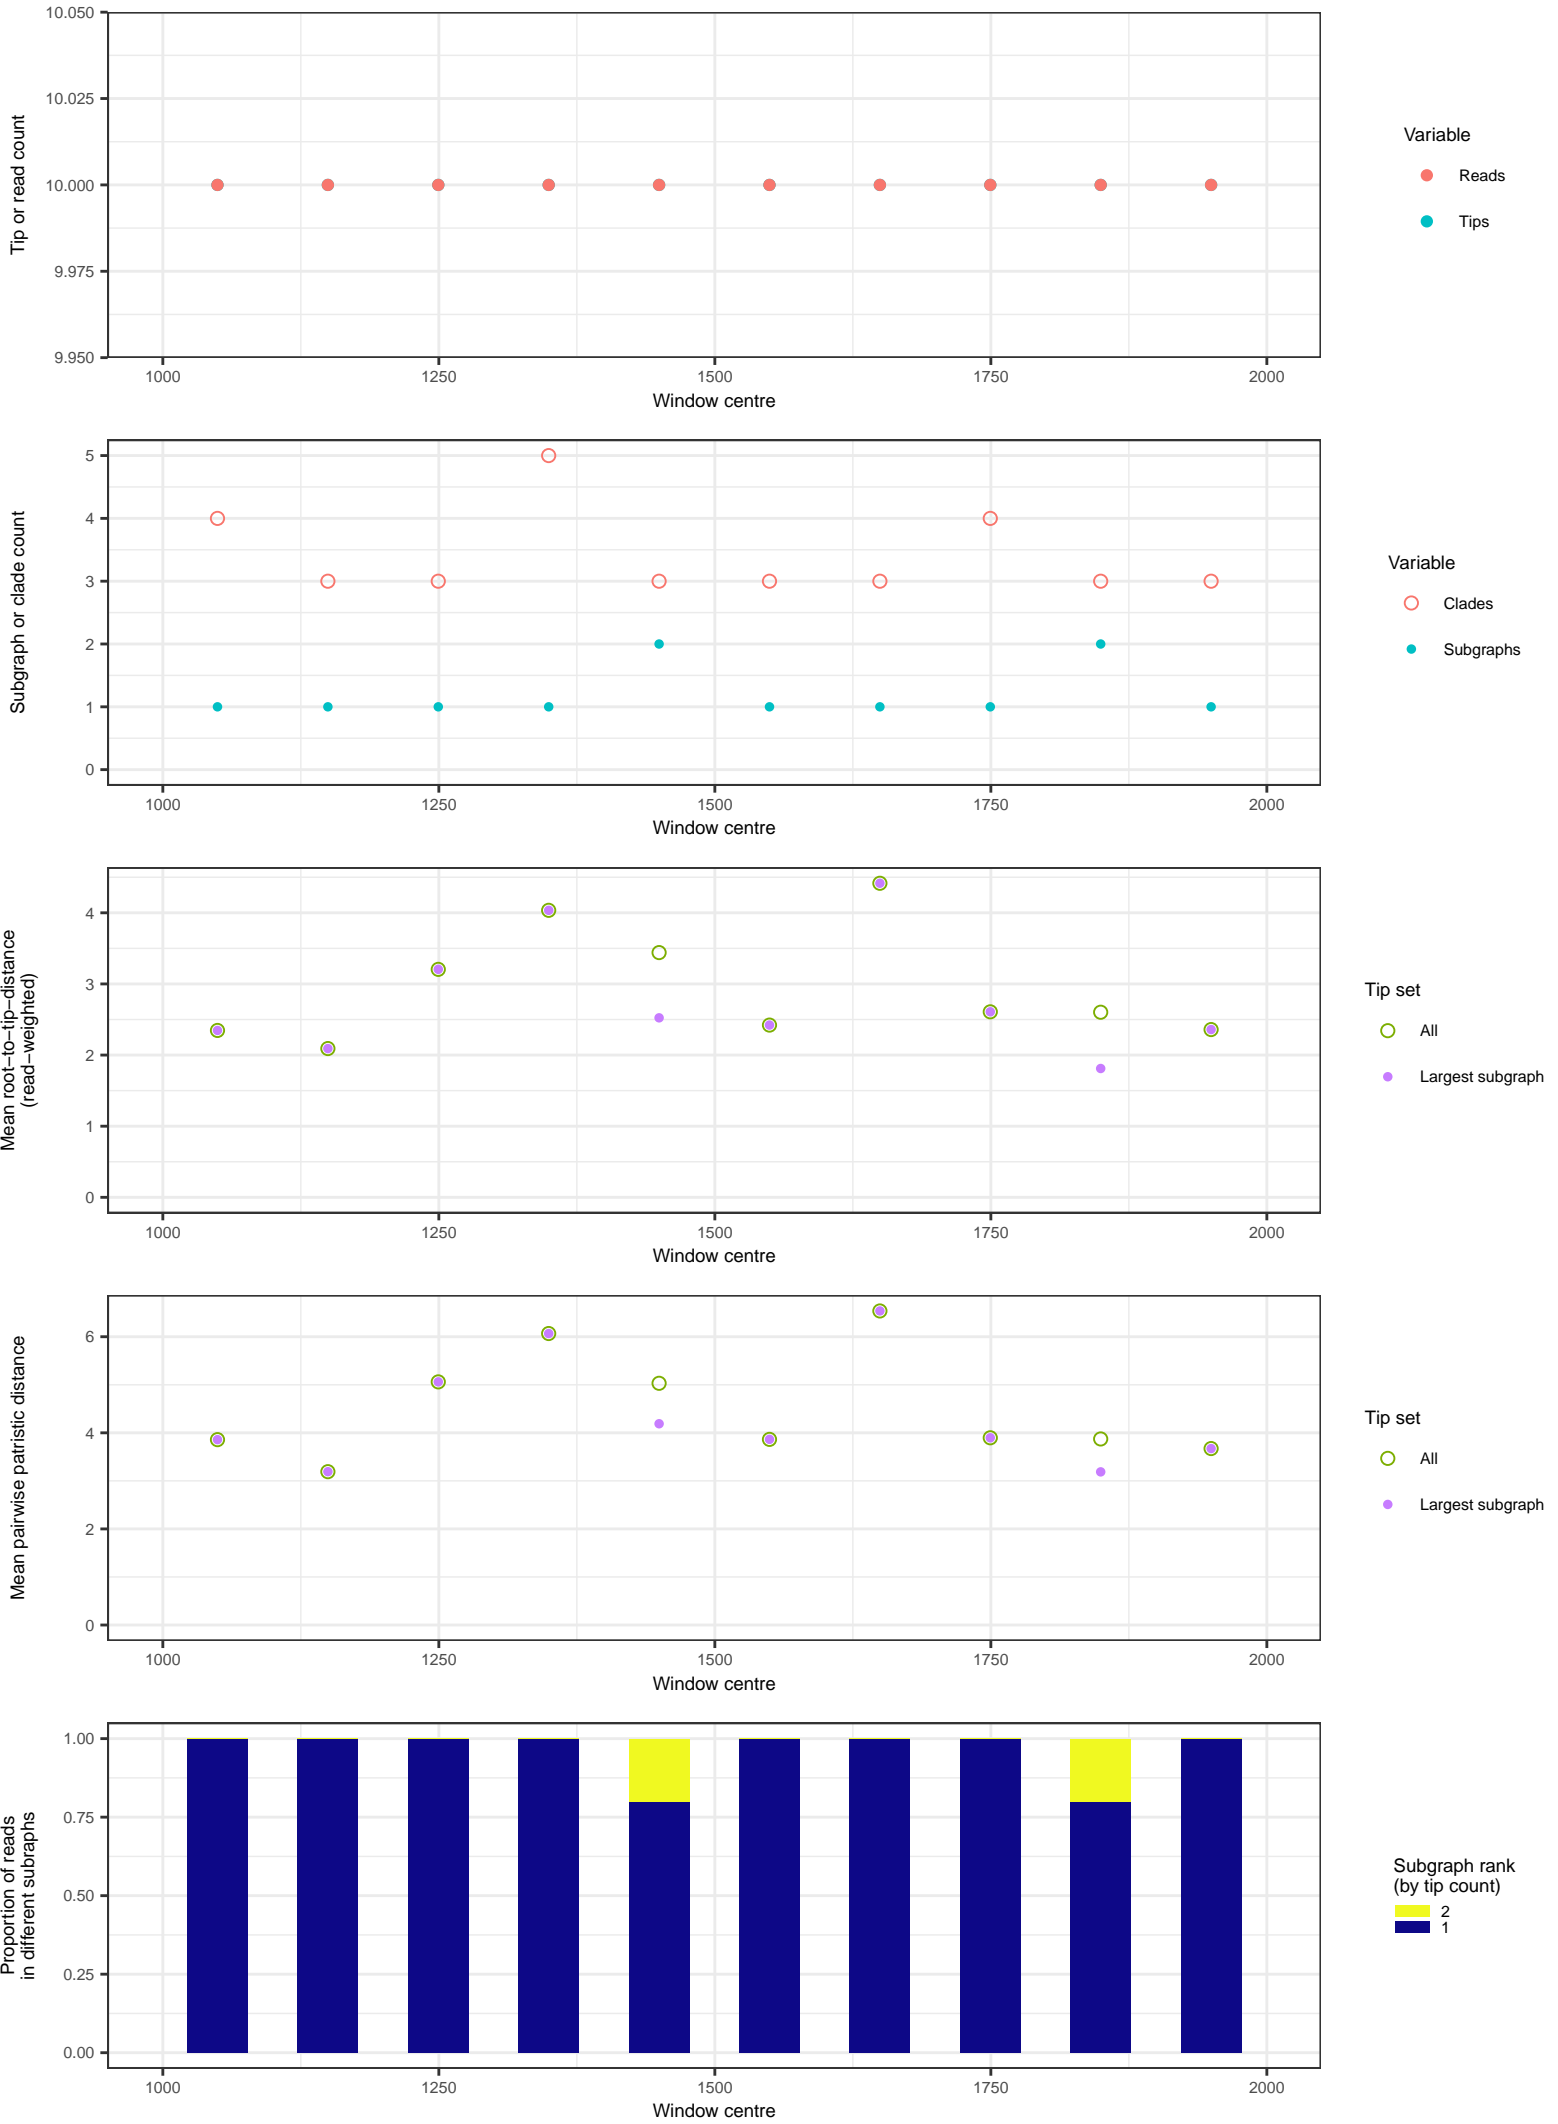 10.050
10.025
10.000
9.975
9.950
Tip or read count
1000 1250 1500 1750 2000
Window centre
Variable
Reads
Tips
5
4
3
2
1
0
Subgraph or clade count
1000 1250 1500 1750 2000
Window centre
Variable
Clades
Subgraphs
4
3
2
1
0
Mean root−to−tip−distance
(read−weighted)
1000 1250 1500 1750 2000
Window centre
Tip set
All
Largest subgraph
6
4
2
0
Mean pairwise patristic distance
1000 1250 1500 1750 2000
Window centre
Tip set
All
Largest subgraph
1.00
0.75
0.50
0.25
0.00
Proportion of reads
in different subraphs
1000 1250 1500 1750 2000
Window centre
Subgraph rank
(by tip count)
2
1